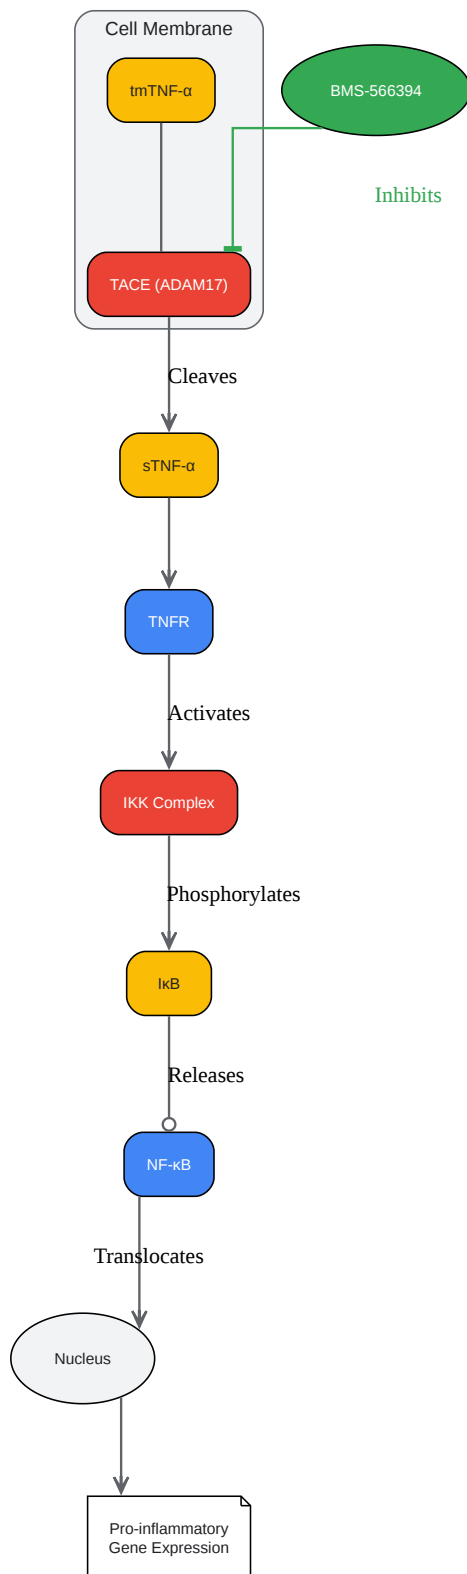 Cell Membrane
tmTNF-α
BMS-566394
Inhibits
TACE (ADAM17)
Cleaves
sTNF-α
TNFR
Activates
IKK Complex
Phosphorylates
IκB
Releases
NF-κB
Translocates
Nucleus
Pro-inflammatory
Gene Expression